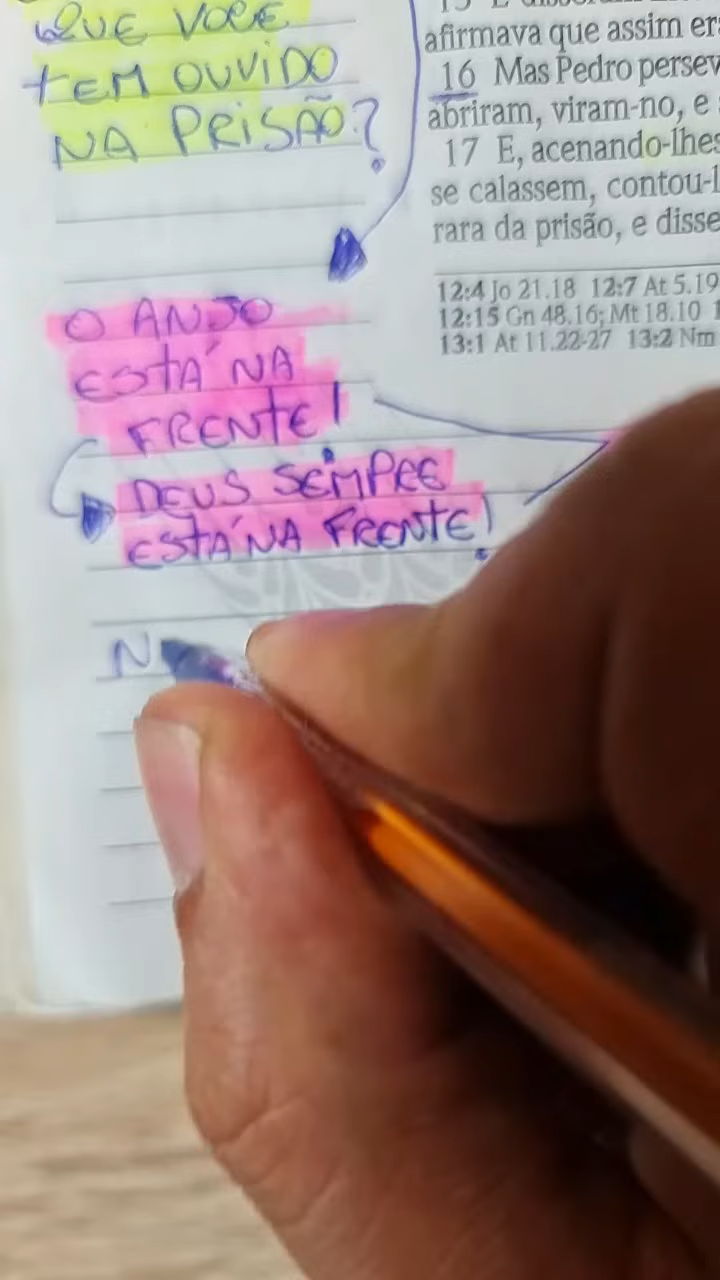 QUE VOCE
TEM OUVIDO
NA PRISÃO?
O ANJO
ESTÁ NA
FRENTE!
DEUS SEMPRE
ESTÁ NA FRENTE!
N
afirmava que assim er
16 Mas Pedro persev
abriram, viram-no, e
17 E, acenando-lhes
se calassem, contou-l
rara da prisão, e disse
12:4 Jo 21.18 12:7 At 5.19
12:15 Gn 48.16; Mt 18.10 1
13:1 At 11.22-27 13:2 Nm